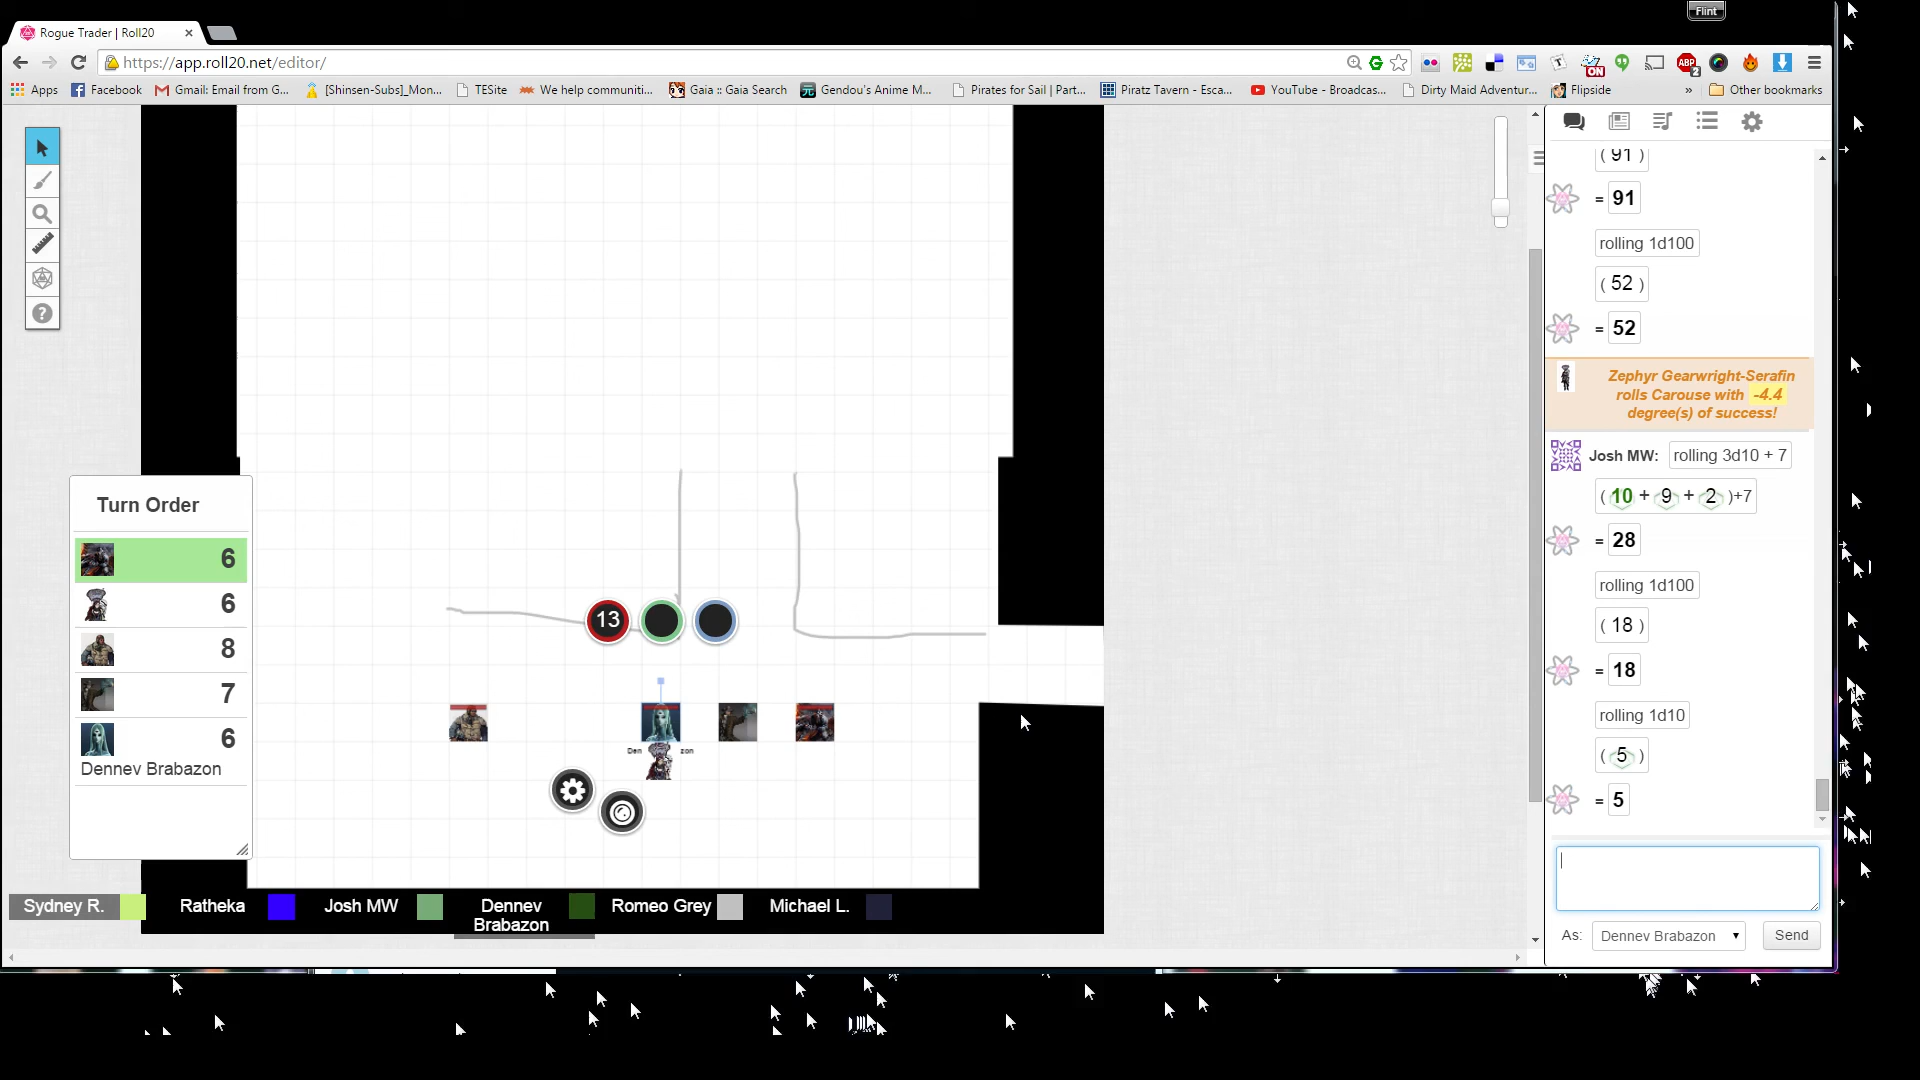 Flint
Rogue Trader | Roll20
https://app.roll20.net/editor/
ON
ABP
2
Apps
Facebook
Gmail: Email from G...
[Shinsen-Subs]_Mon...
TESite
We help communiti...
Gaia :: Gaia Search
Gendou's Anime M...
Pirates for Sail | Part...
Piratz Tavern - Esca...
YouTube - Broadcas...
Dirty Maid Adventur...
Flipside
»
Other bookmarks
( 91 )
= 91
rolling 1d100
( 52 )
= 52
Zephyr Gearwright-Serafin
rolls Carouse with -4.4
degree(s) of success!
Josh MW: rolling 3d10 + 7
( 10 + 9 + 2 )+7
= 28
rolling 1d100
( 18 )
= 18
rolling 1d10
( 5 )
= 5
As: Dennev Brabazon
Send
Turn Order
6
6
8
7
6
Dennev Brabazon
13
Den
zon
Sydney R.
Ratheka
Josh MW
Dennev
Brabazon
Romeo Grey
Michael L.